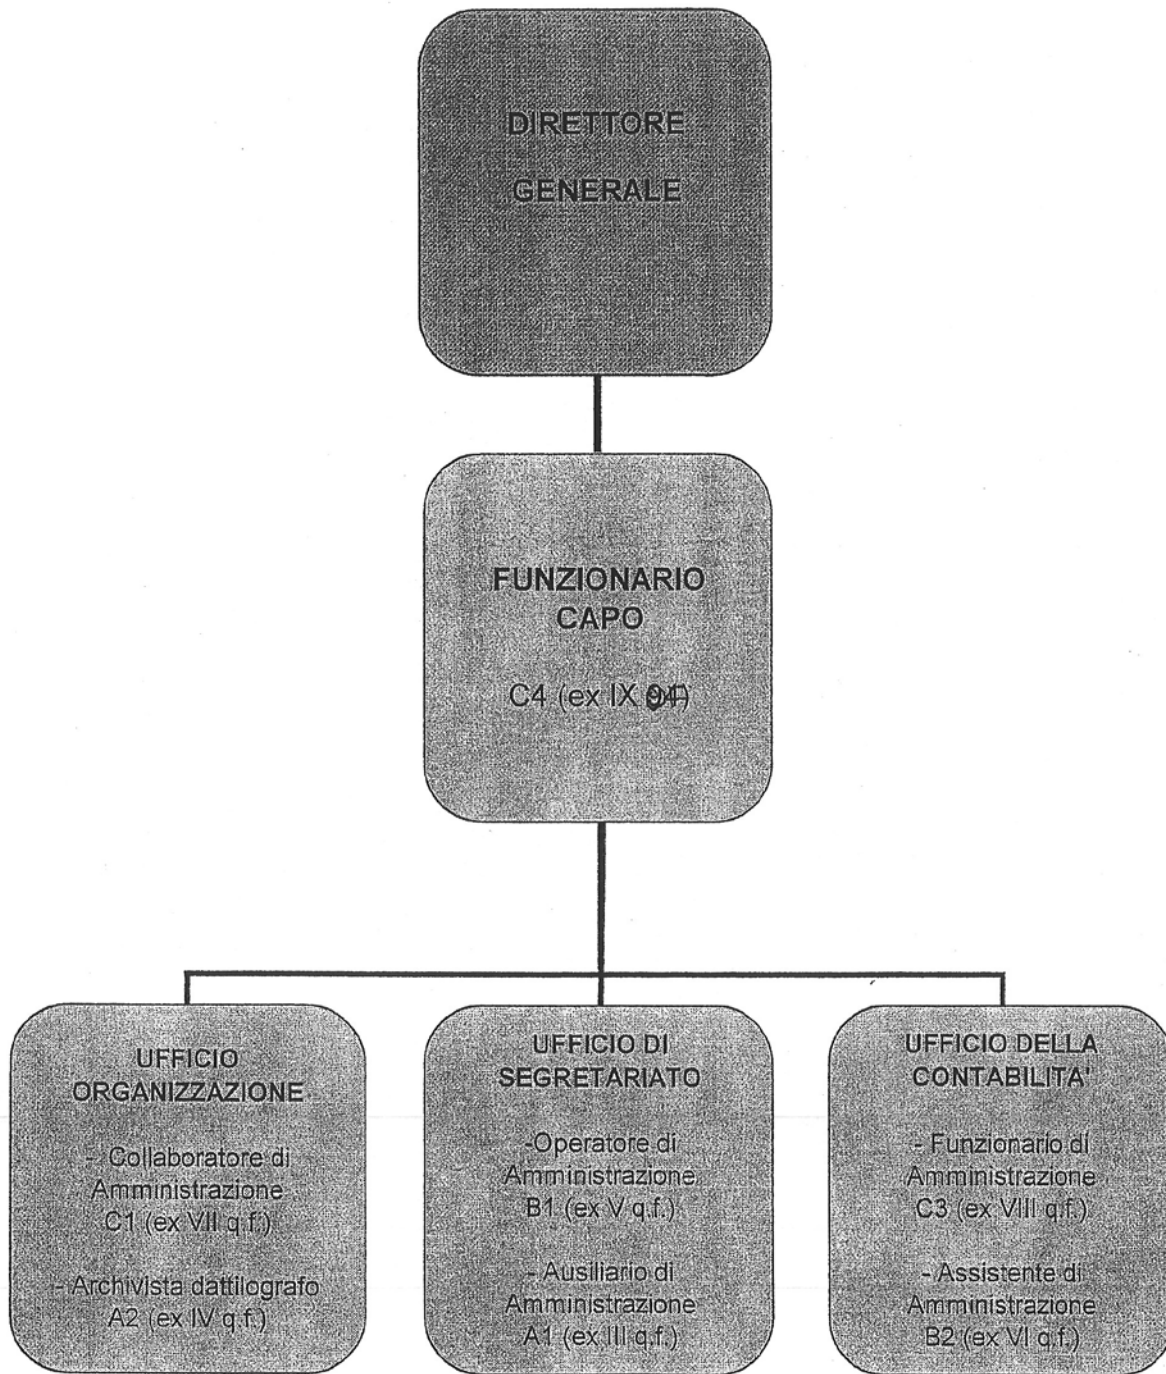 DIRETTORE
GENERALE
FUNZIONARIO
CAPO
C4 (ex IX
UFFICIO
ORGANIZZAZIONE
- Collaboratore di
Amministrazione
C1 (ex VII q.f.)
- Archivista dattilografo
A2 (ex IV q.f.)
UFFICIO DI
SEGRETARIATO
-Operatore di
Amministrazione
B1 (ex V q.f.)
- Ausiliario di
Amministrazione
A1 (ex III q.f.)
UFFICIO DELLA
CONTABILITA'
- Funzionario di
Amministrazione
C3 (ex VIII q.f.)
- Assistente di
Amministrazione
B2 (ex VI q.f.)